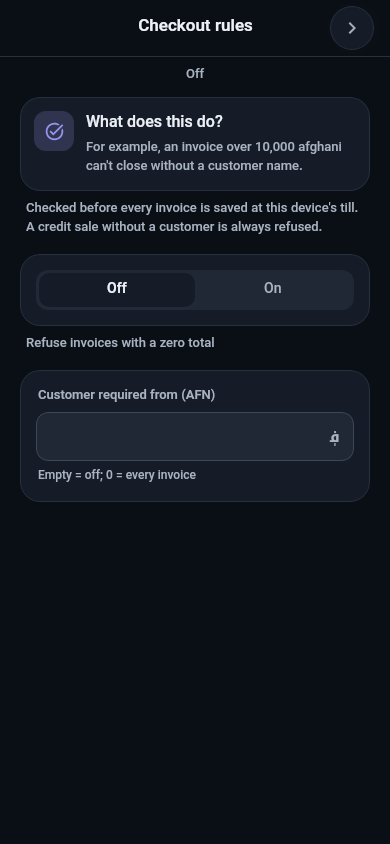 Checkout rules
Off
What does this do?
For example, an invoice over 10,000 afghani
can't close without a customer name.
Checked before every invoice is saved at this device's till.
A credit sale without a customer is always refused.
Off
On
Refuse invoices with a zero total
Customer required from (AFN)
؋
Empty = off; 0 = every invoice